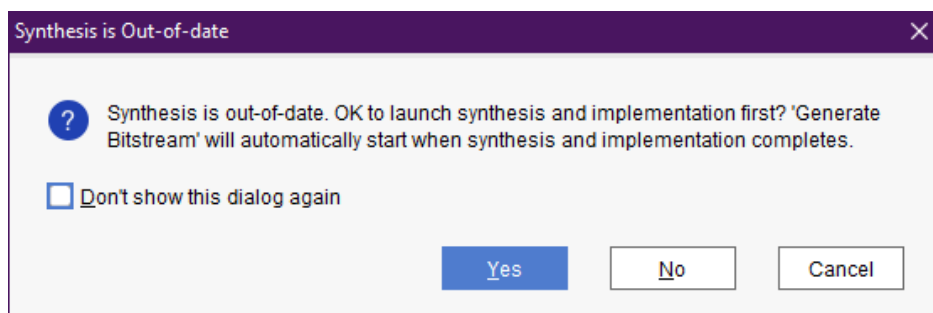 Synthesis is Out-of-date
Synthesis is out-of-date. OK to launch synthesis and implementation first? 'Generate
Bitstream' will automatically start when synthesis and implementation completes.
Don't show this dialog again
Yes No Cancel